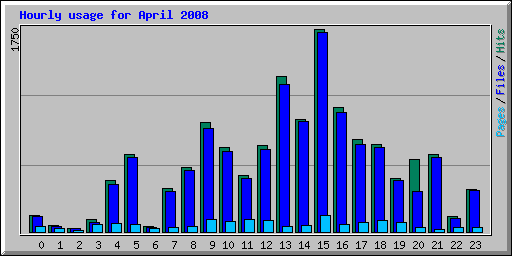 Hourly usage for April 2008
1750
Pages / Files / Hits
0 1 2 3 4 5 6 7 8 9 10 11 12 13 14 15 16 17 18 19 20 21 22 23